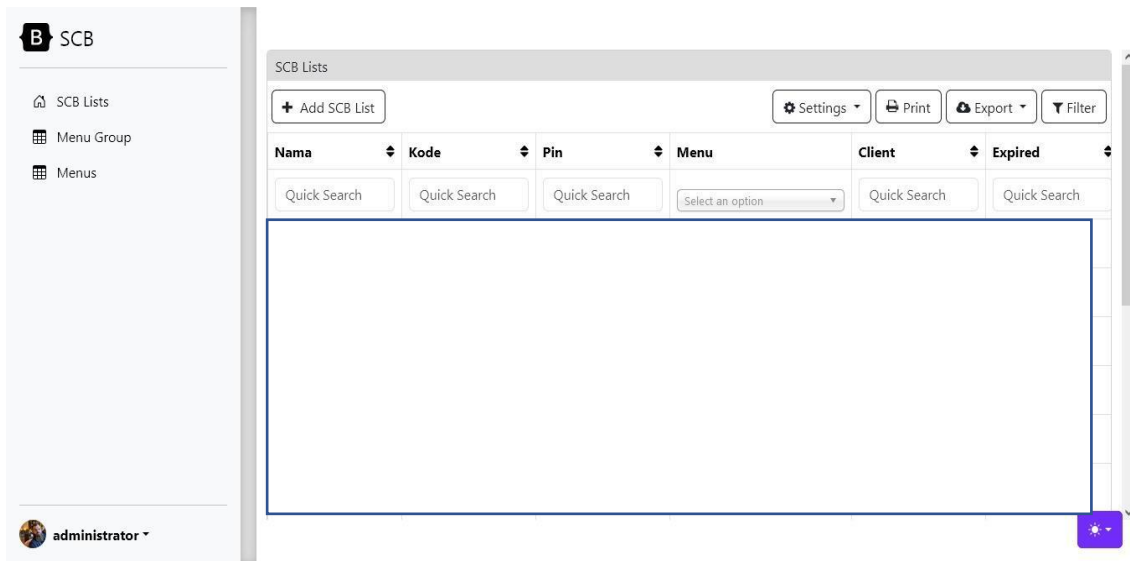 B SCB
SCB Lists
Menu Group
Menus
administrator
SCB Lists
+ Add SCB List
Settings Print Export Filter
Nama Kode Pin Menu Client Expired
Quick Search Quick Search Quick Search Select an option Quick Search Quick Search